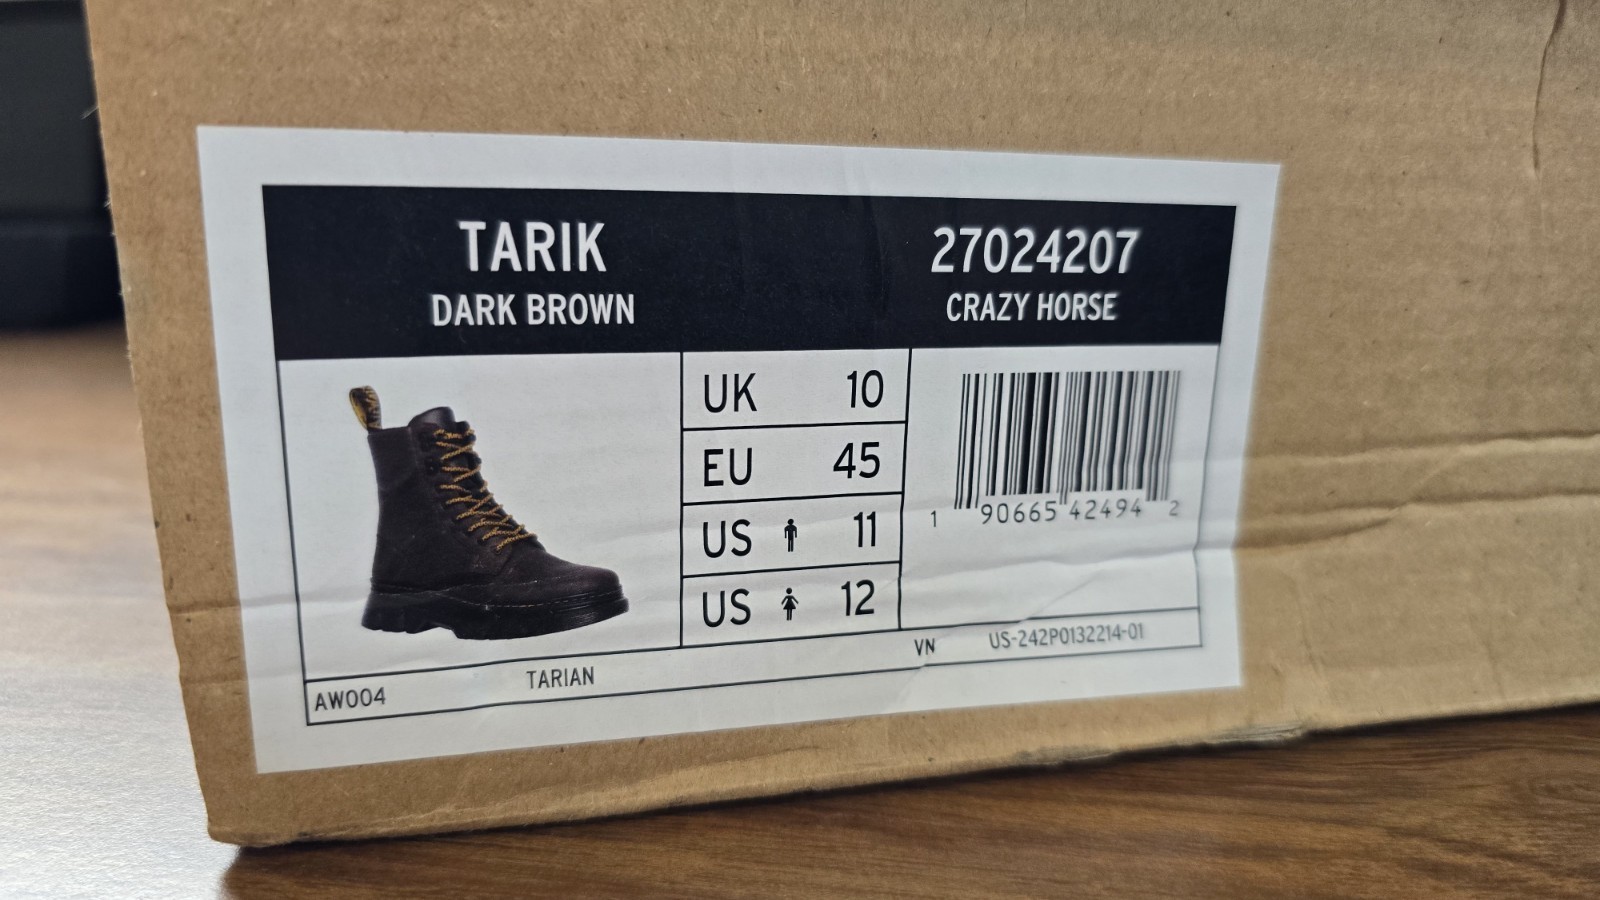 TARIK
DARK BROWN
27024207
CRAZY HORSE
UK 10
EU 45
US 11
US 12
1 90665 42494 2
AW004 TARIAN VN US-242P0132214-01